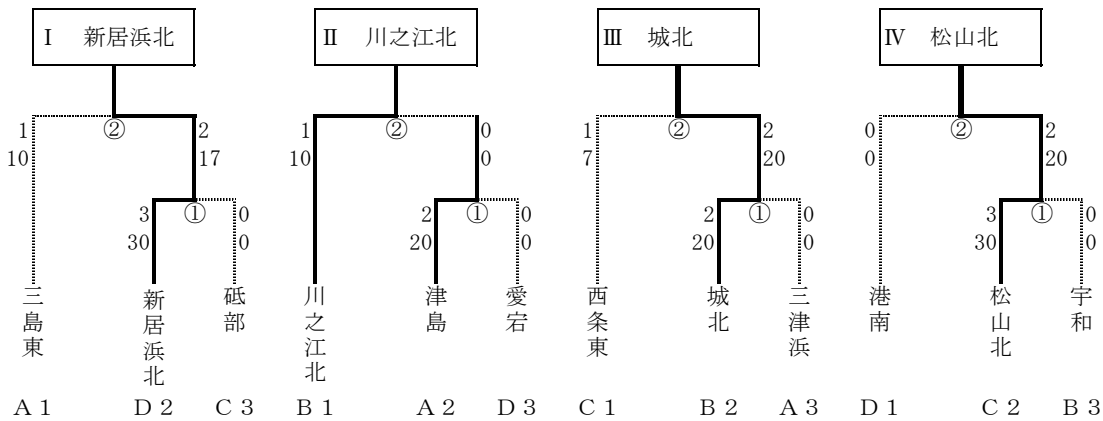 Ⅰ 新居浜北 Ⅱ 川之江北 Ⅲ 城北 Ⅳ 松山北
1 ② 2 1 ② 0 1 ② 2 0 ② 2
10 17 10 0 7 20 0 20
3 ① 0 2 ① 0 2 ① 0 3 ① 0
30 0 20 0 20 0 30 0
三島東
新居浜北
砥部
川之江北
津島
愛宕
西条東
城北
三津浜
港南
松山北
宇和
A1 D2 C3 B1 A2 D3 C1 B2 A3 D1 C2 B3